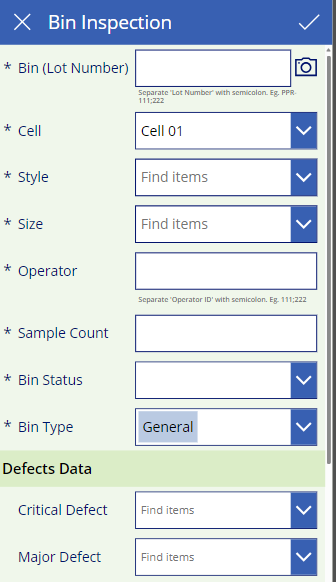 Bin Inspection
* Bin (Lot Number)
Separate 'Lot Number' with semicolon. Eg. PPR-
111;222
* Cell Cell 01
* Style Find items
* Size Find items
* Operator
Separate 'Operator ID' with semicolon. Eg. 111;222
* Sample Count
* Bin Status
* Bin Type General
Defects Data
Critical Defect Find items
Major Defect Find items